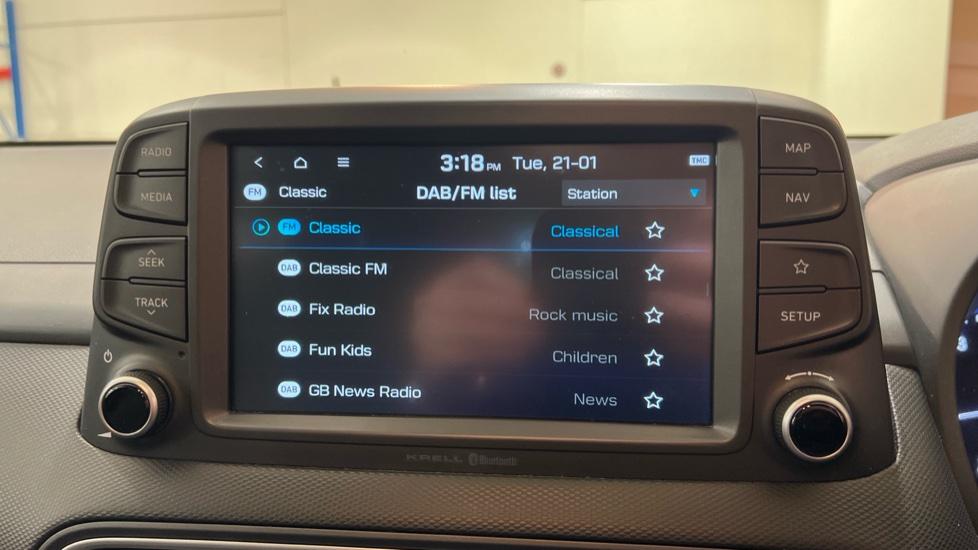 RADIO
MEDIA
SEEK
TRACK
3:18 PM Tue, 21-01 TMC
FM Classic DAB/FM list Station
FM Classic Classical
DAB Classic FM Classical
DAB Fix Radio Rock music
DAB Fun Kids Children
DAB GB News Radio News
MAP
NAV
SETUP
KRELL Bluetooth